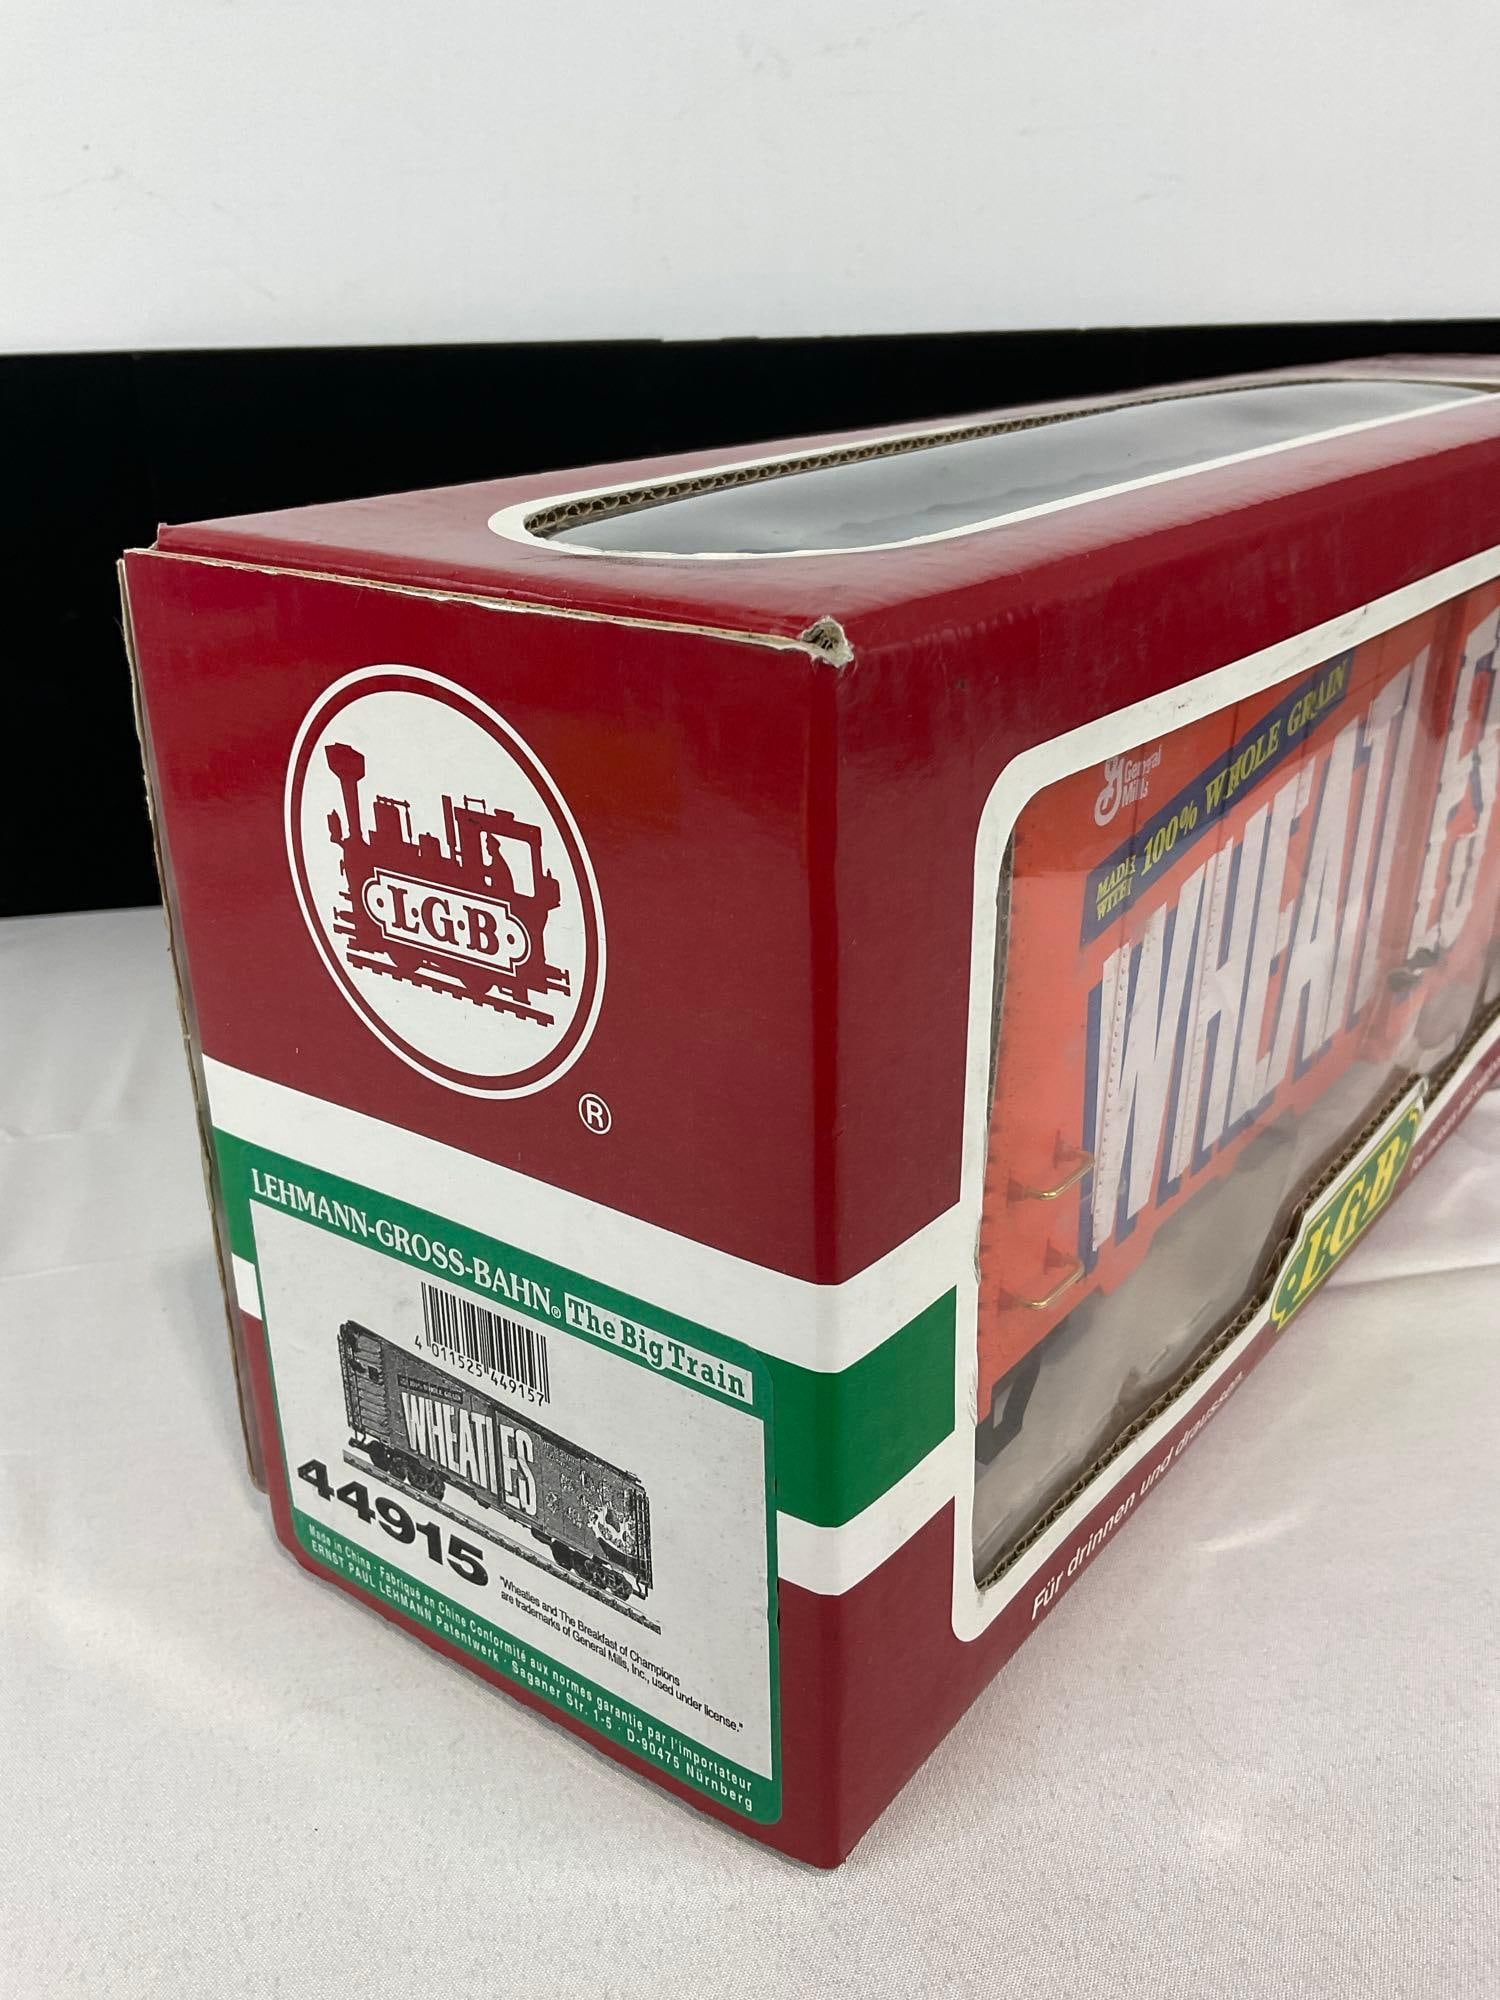 ·L·G·B·
®
LEHMANN-GROSS-BAHN® The Big Train
4 011525 449157
100% WHOLE GRAIN
WHEATIES
44915
"Wheaties and The Breakfast of Champions
are trademarks of General Mills, Inc., used under license."
Made in China · Fabriqué en Chine Conformité aux normes garantie par l'importateur
ERNST PAUL LEHMANN Patentwerk · Saganer Str. 1-5 · D-90475 Nürnberg
General
Mills
MADE
WITH
100% WHOLE GRAIN
WHEATIES
·L·G·B·
Für drinnen und draussen.